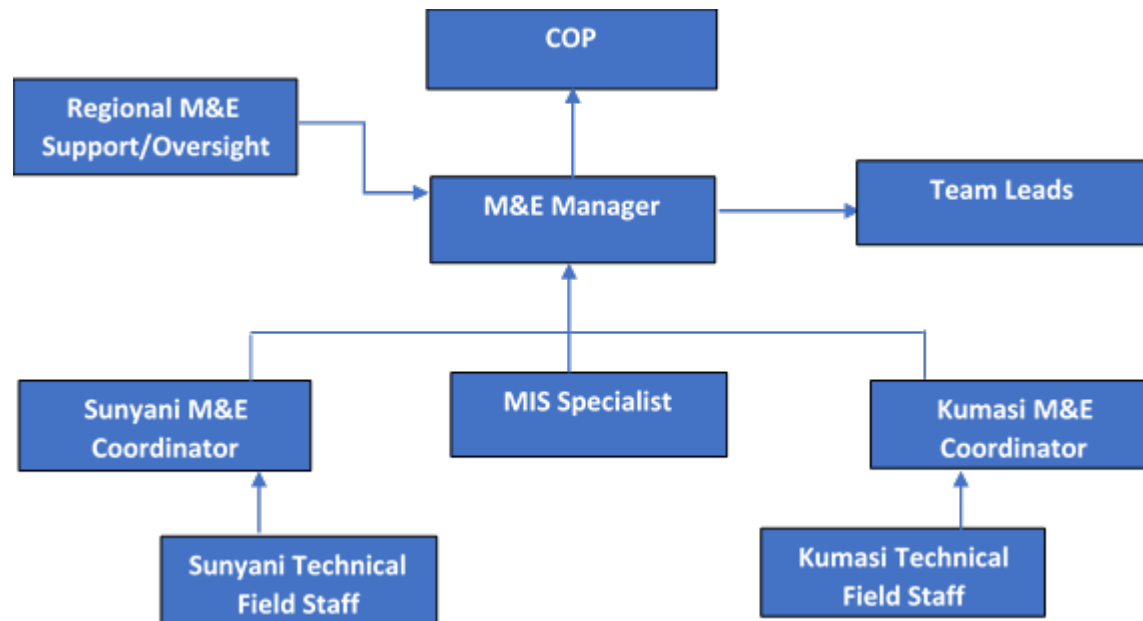 COP
Regional M&E
Support/Oversight
M&E Manager
Team Leads
Sunyani M&E
Coordinator
MIS Specialist
Kumasi M&E
Coordinator
Sunyani Technical
Field Staff
Kumasi Technical
Field Staff